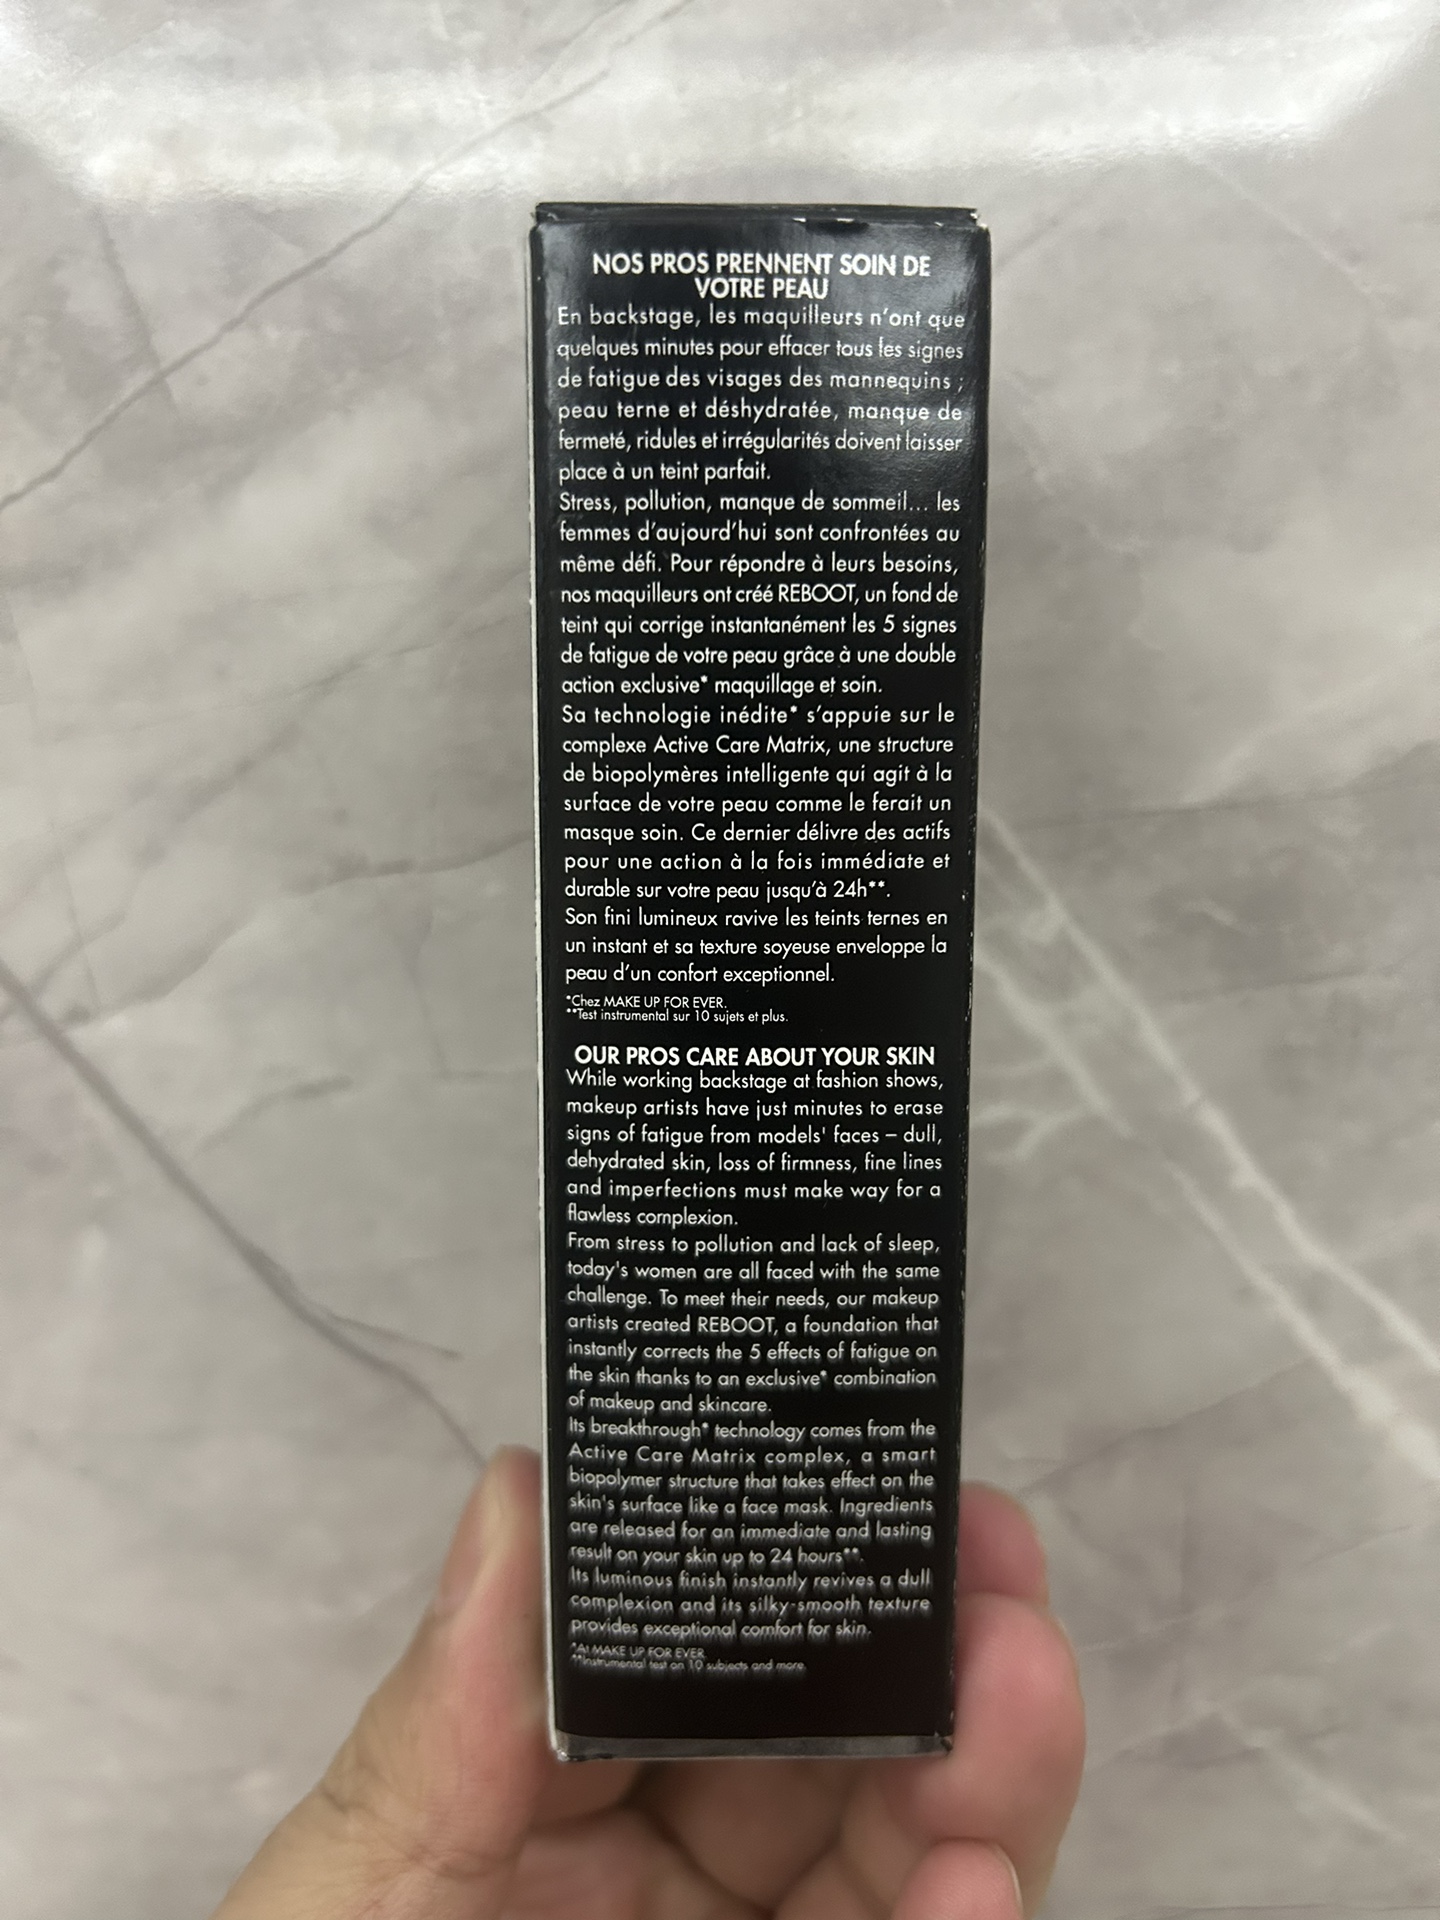 NOS PROS PRENNENT SOIN DE
VOTRE PEAU
En backstage, les maquilleurs n'ont que
quelques minutes pour effacer tous les signes
de fatigue des visages des mannequins ;
peau terne et déshydratée, manque de
fermeté, ridules et irrégularités doivent laisser
place à un teint parfait.
Stress, pollution, manque de sommeil... les
femmes d'aujourd'hui sont confrontées au
même défi. Pour répondre à leurs besoins,
nos maquilleurs ont créé REBOOT, un fond de
teint qui corrige instantanément les 5 signes
de fatigue de votre peau grâce à une double
action exclusive* maquillage et soin.
Sa technologie inédite* s'appuie sur le
complexe Active Care Matrix, une structure
de biopolymères intelligente qui agit à la
surface de votre peau comme le ferait un
masque soin. Ce dernier délivre des actifs
pour une action à la fois immédiate et
durable sur votre peau jusqu'à 24h**.
Son fini lumineux ravive les teints ternes en
un instant et sa texture soyeuse enveloppe la
peau d'un confort exceptionnel.
*Chez MAKE UP FOR EVER.
**Test instrumental sur 10 sujets et plus.
OUR PROS CARE ABOUT YOUR SKIN
While working backstage at fashion shows,
makeup artists have just minutes to erase
signs of fatigue from models' faces – dull,
dehydrated skin, loss of firmness, fine lines
and imperfections must make way for a
flawless complexion.
From stress to pollution and lack of sleep,
today's women are all faced with the same
challenge. To meet their needs, our makeup
artists created REBOOT, a foundation that
instantly corrects the 5 effects of fatigue on
the skin thanks to an exclusive* combination
of makeup and skincare.
Its breakthrough* technology comes from the
Active Care Matrix complex, a smart
biopolymer structure that takes effect on the
skin's surface like a face mask. Ingredients
are released for an immediate and lasting
result on your skin up to 24 hours**.
Its luminous finish instantly revives a dull
complexion and its silky-smooth texture
provides exceptional comfort for skin.
*At MAKE UP FOR EVER.
**Instrumental test on 10 subjects and more.